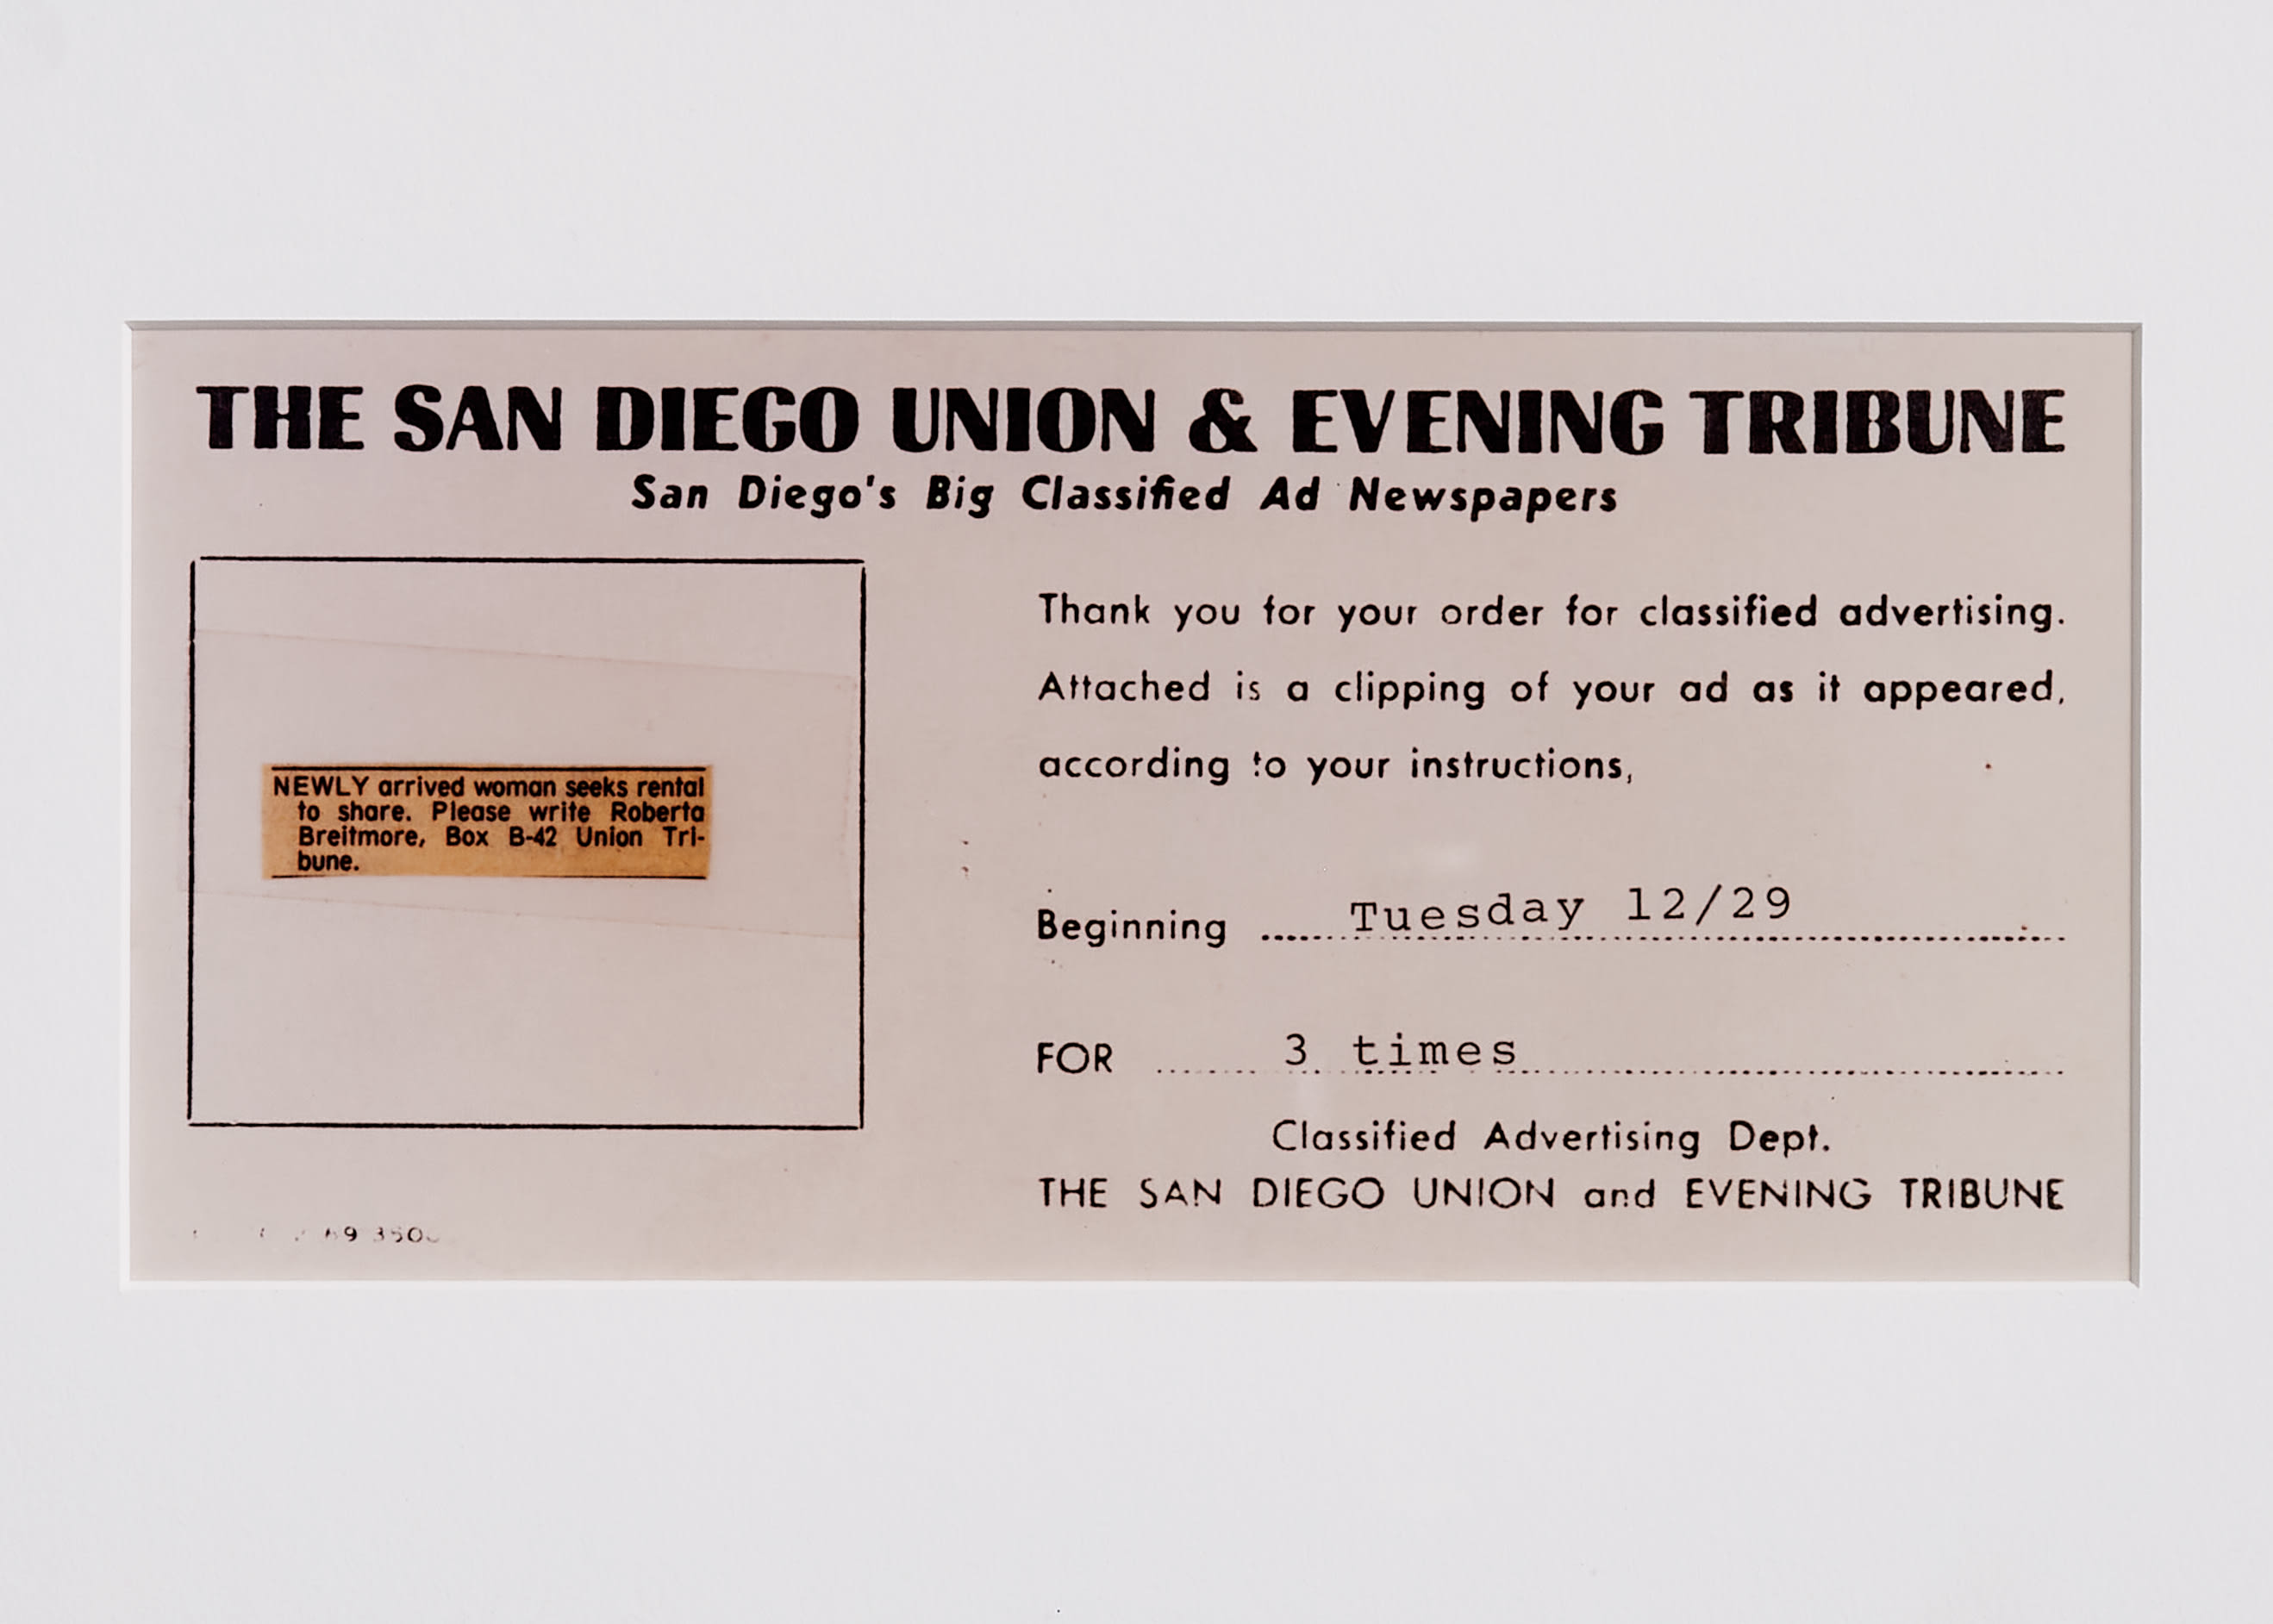 THE SAN DIEGO UNION & EVENING TRIBUNE
San Diego's Big Classified Ad Newspapers
NEWLY arrived woman seeks rental
to share. Please write Roberta
Breitmore, Box B-42 Union Tri-
bune.
Thank you for your order for classified advertising.
Attached is a clipping of your ad as it appeared,
according to your instructions,
Beginning Tuesday 12/29
FOR 3 times
Classified Advertising Dept.
THE SAN DIEGO UNION and EVENING TRIBUNE